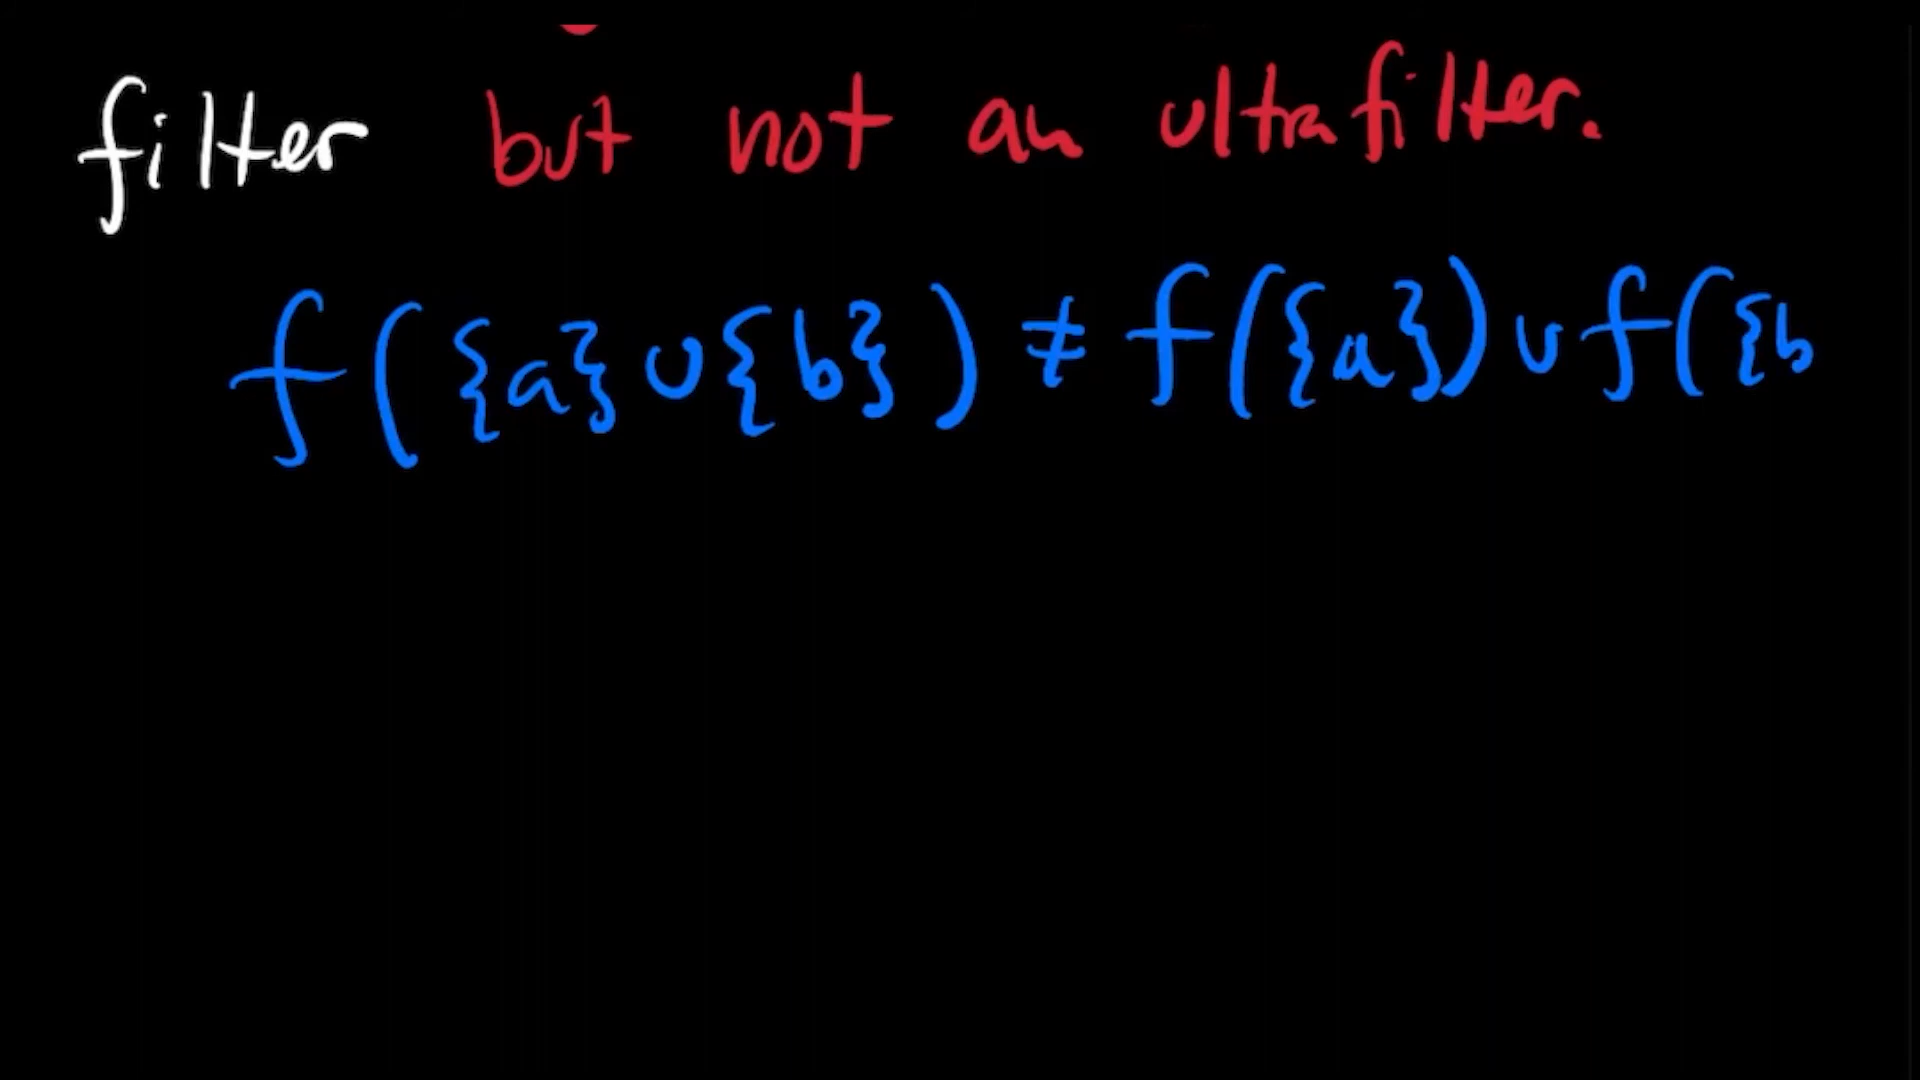 filter but not an ultrafilter.
f({a}∪{b}) ≠ f({a})∪f({b